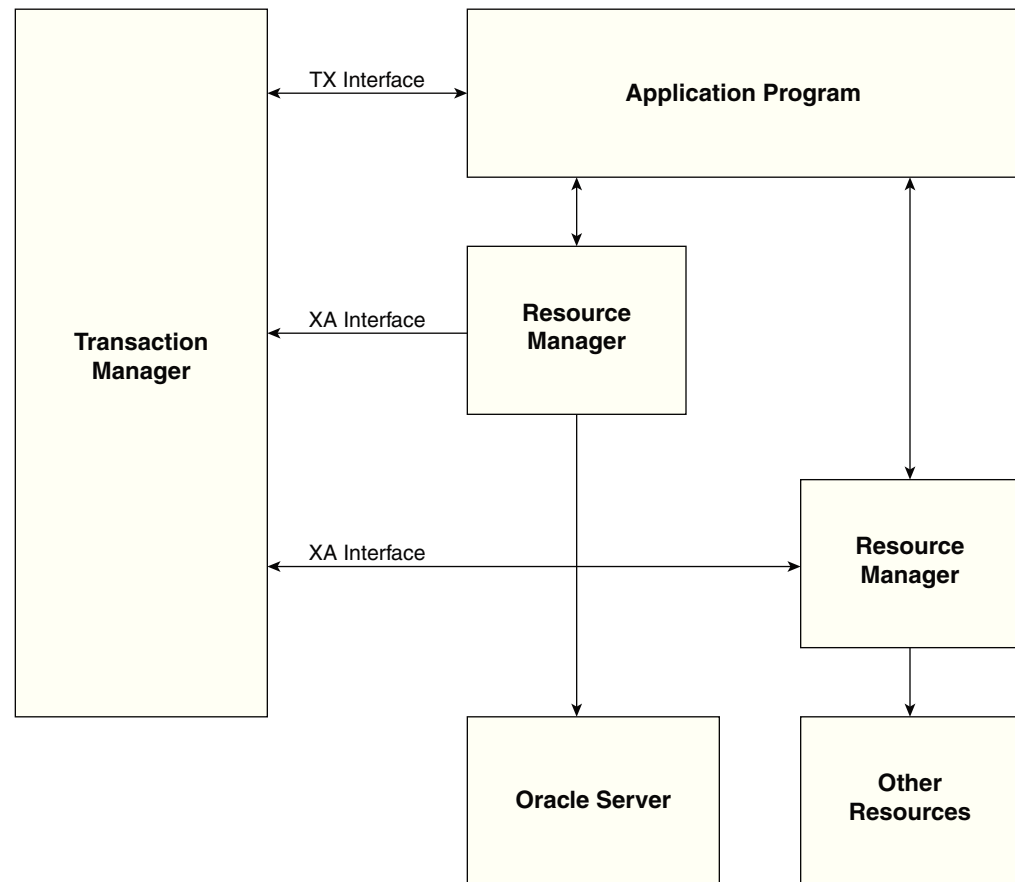 TX Interface
Application Program
XA Interface
Resource
Manager
Transaction
Manager
XA Interface
Resource
Manager
Oracle Server
Other
Resources